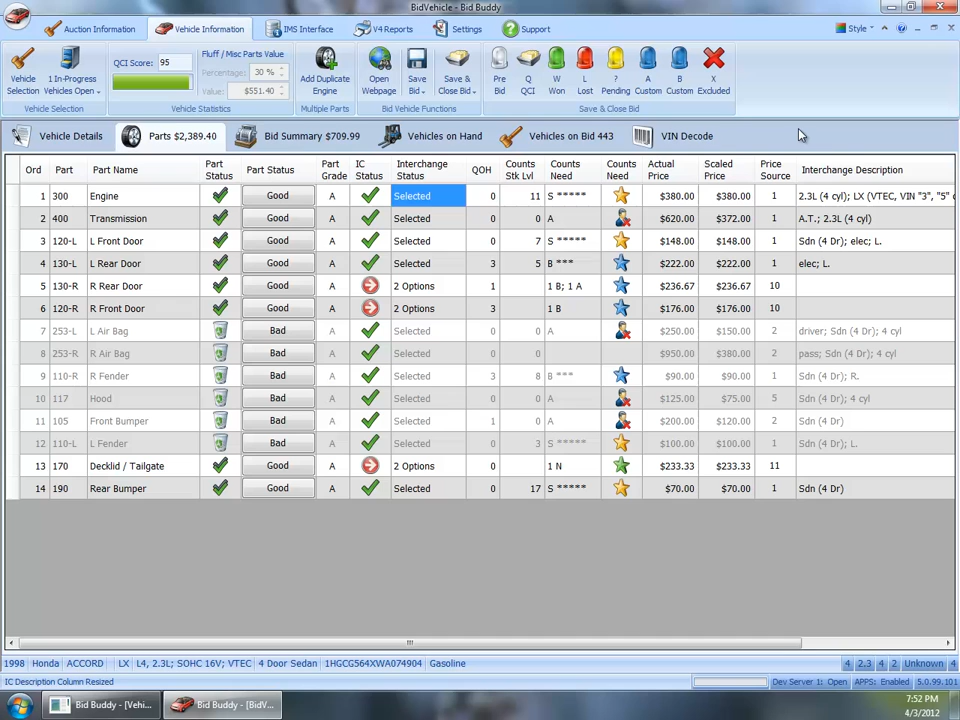 BidVehicle - Bid Buddy
Auction Information Vehicle Information IMS Interface V4 Reports Settings Support Style
Vehicle Selection
1 In-Progress Vehicles Open
Vehicle Selection
QCI Score: 95
Fluff / Misc Parts Value
Percentage: 30 %
Value: $551.40
Vehicle Statistics
Add Duplicate Engine
Multiple Parts
Open Webpage
Save Bid
Save & Close Bid
Bid Vehicle Functions
Pre Bid
Q QCI
W Won
L Lost
? Pending
A Custom
B Custom
X Excluded
Save & Close Bid
Vehicle Details Parts $2,389.40 Bid Summary $709.99 Vehicles on Hand Vehicles on Bid 443 VIN Decode
Ord Part Part Name Part Status Part Status Part Grade IC Status Interchange Status QOH Counts Stk Lvl Counts Need Counts Need Actual Price Scaled Price Price Source Interchange Description
1 300 Engine Good A Selected 0 11 S ***** $380.00 $380.00 1 2.3L (4 cyl); LX (VTEC, VIN "3", "5"
2 400 Transmission Good A Selected 0 0 A $620.00 $372.00 1 A.T.; 2.3L (4 cyl)
3 120-L L Front Door Good A Selected 0 7 S ***** $148.00 $148.00 1 Sdn (4 Dr); elec; L.
4 130-L L Rear Door Good A Selected 3 5 B *** $222.00 $222.00 1 elec; L.
5 130-R R Rear Door Good A 2 Options 1 1 B; 1 A $236.67 $236.67 10
6 120-R R Front Door Good A 2 Options 3 1 B $176.00 $176.00 10
7 253-L L Air Bag Bad A Selected 0 0 A $250.00 $150.00 2 driver; Sdn (4 Dr); 4 cyl
8 253-R R Air Bag Bad A Selected 0 0 $950.00 $380.00 2 pass; Sdn (4 Dr); 4 cyl
9 110-R R Fender Bad A Selected 3 8 B *** $90.00 $90.00 1 Sdn (4 Dr); R.
10 117 Hood Bad A Selected 0 0 A $125.00 $75.00 5 Sdn (4 Dr); 4 cyl
11 105 Front Bumper Bad A Selected 1 0 A $200.00 $120.00 2 Sdn (4 Dr)
12 110-L L Fender Bad A Selected 0 3 S ***** $100.00 $100.00 1 Sdn (4 Dr); L.
13 170 Decklid / Tailgate Good A 2 Options 0 1 N $233.33 $233.33 11
14 190 Rear Bumper Good A Selected 0 17 S ***** $70.00 $70.00 1 Sdn (4 Dr)
1998 Honda ACCORD LX L4, 2.3L; SOHC 16V; VTEC 4 Door Sedan 1HGCG564XWA074904 Gasoline 4 2.3 4 2 Unknown 4
IC Description Column Resized Dev Server 1: Open APPS: Enabled 5.0.99.101
Bid Buddy - [Vehi... Bid Buddy - [BidV... 7:52 PM
4/3/2012